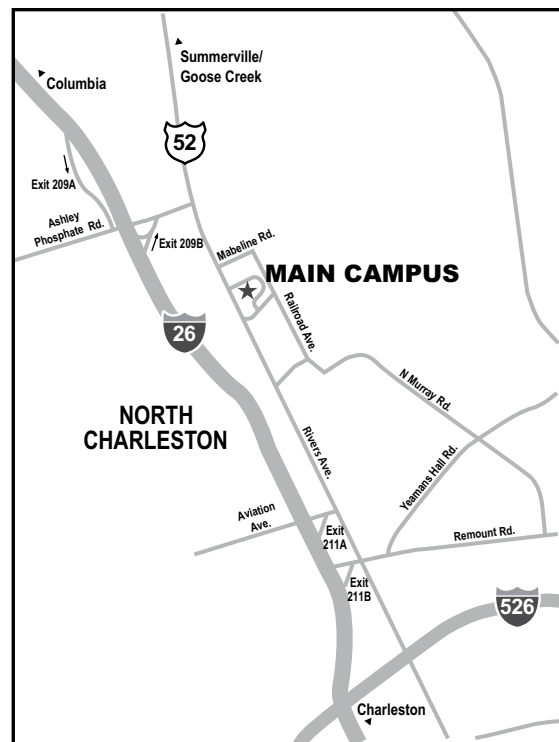 Summerville/
Goose Creek
Columbia
52
Exit 209A
Ashley
Phosphate Rd.
Exit 209B
Mabeline Rd.
MAIN CAMPUS
Railroad Ave.
26
N Murray Rd.
NORTH
CHARLESTON
Rivers Ave.
Yeamans Hall Rd.
Aviation
Ave.
Exit
211A
Remount Rd.
Exit
211B
526
Charleston